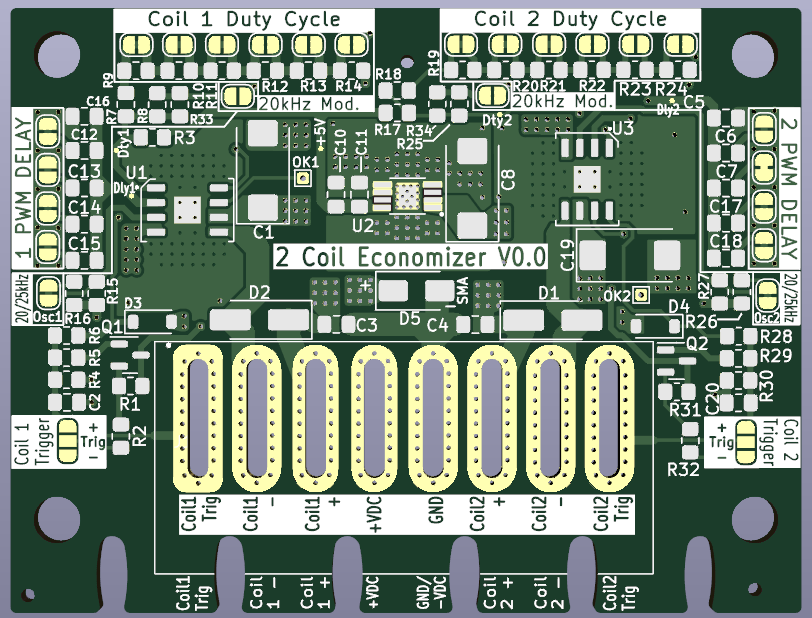 Coil 1 Duty Cycle
Coil 2 Duty Cycle
R9
R12 R13 R14
R19
R20 R21 R22 R23 R24
R7
R8
R10
R11
R33
20kHz Mod.
R18
R17
R34
R25
20kHz Mod.
Dty2
Dly2
C5
C16
C12
C13
C14
C15
1 PWM DELAY
Dty1
R3
U1
Dly1
C1
+5V
OK1
C10
C11
U2
C8
U3
C6
C7
C17
C18
2 PWM DELAY
C19
2 Coil Economizer V0.0
20/25kHz
Osc1
R15
R16
D3
Q1
D2
C3
+
D5
SMA
C4
D1
OK2
D4
R26
Q2
R27
20/25kHz
Osc2
R6
R5
R4
C2
R1
R2
R28
R29
R30
C20
R31
R32
Coil 1
Trigger
+
Trig
−
+
Trig
−
Coil 2
Trigger
Coil1
Trig
Coil1
−
Coil1
+
+VDC
GND
Coil2
+
Coil2
−
Coil2
Trig
Coil1
Trig
Coil
1 −
Coil
1 +
+VDC
GND/
-VDC
Coil
2 +
Coil
2 −
Coil2
Trig